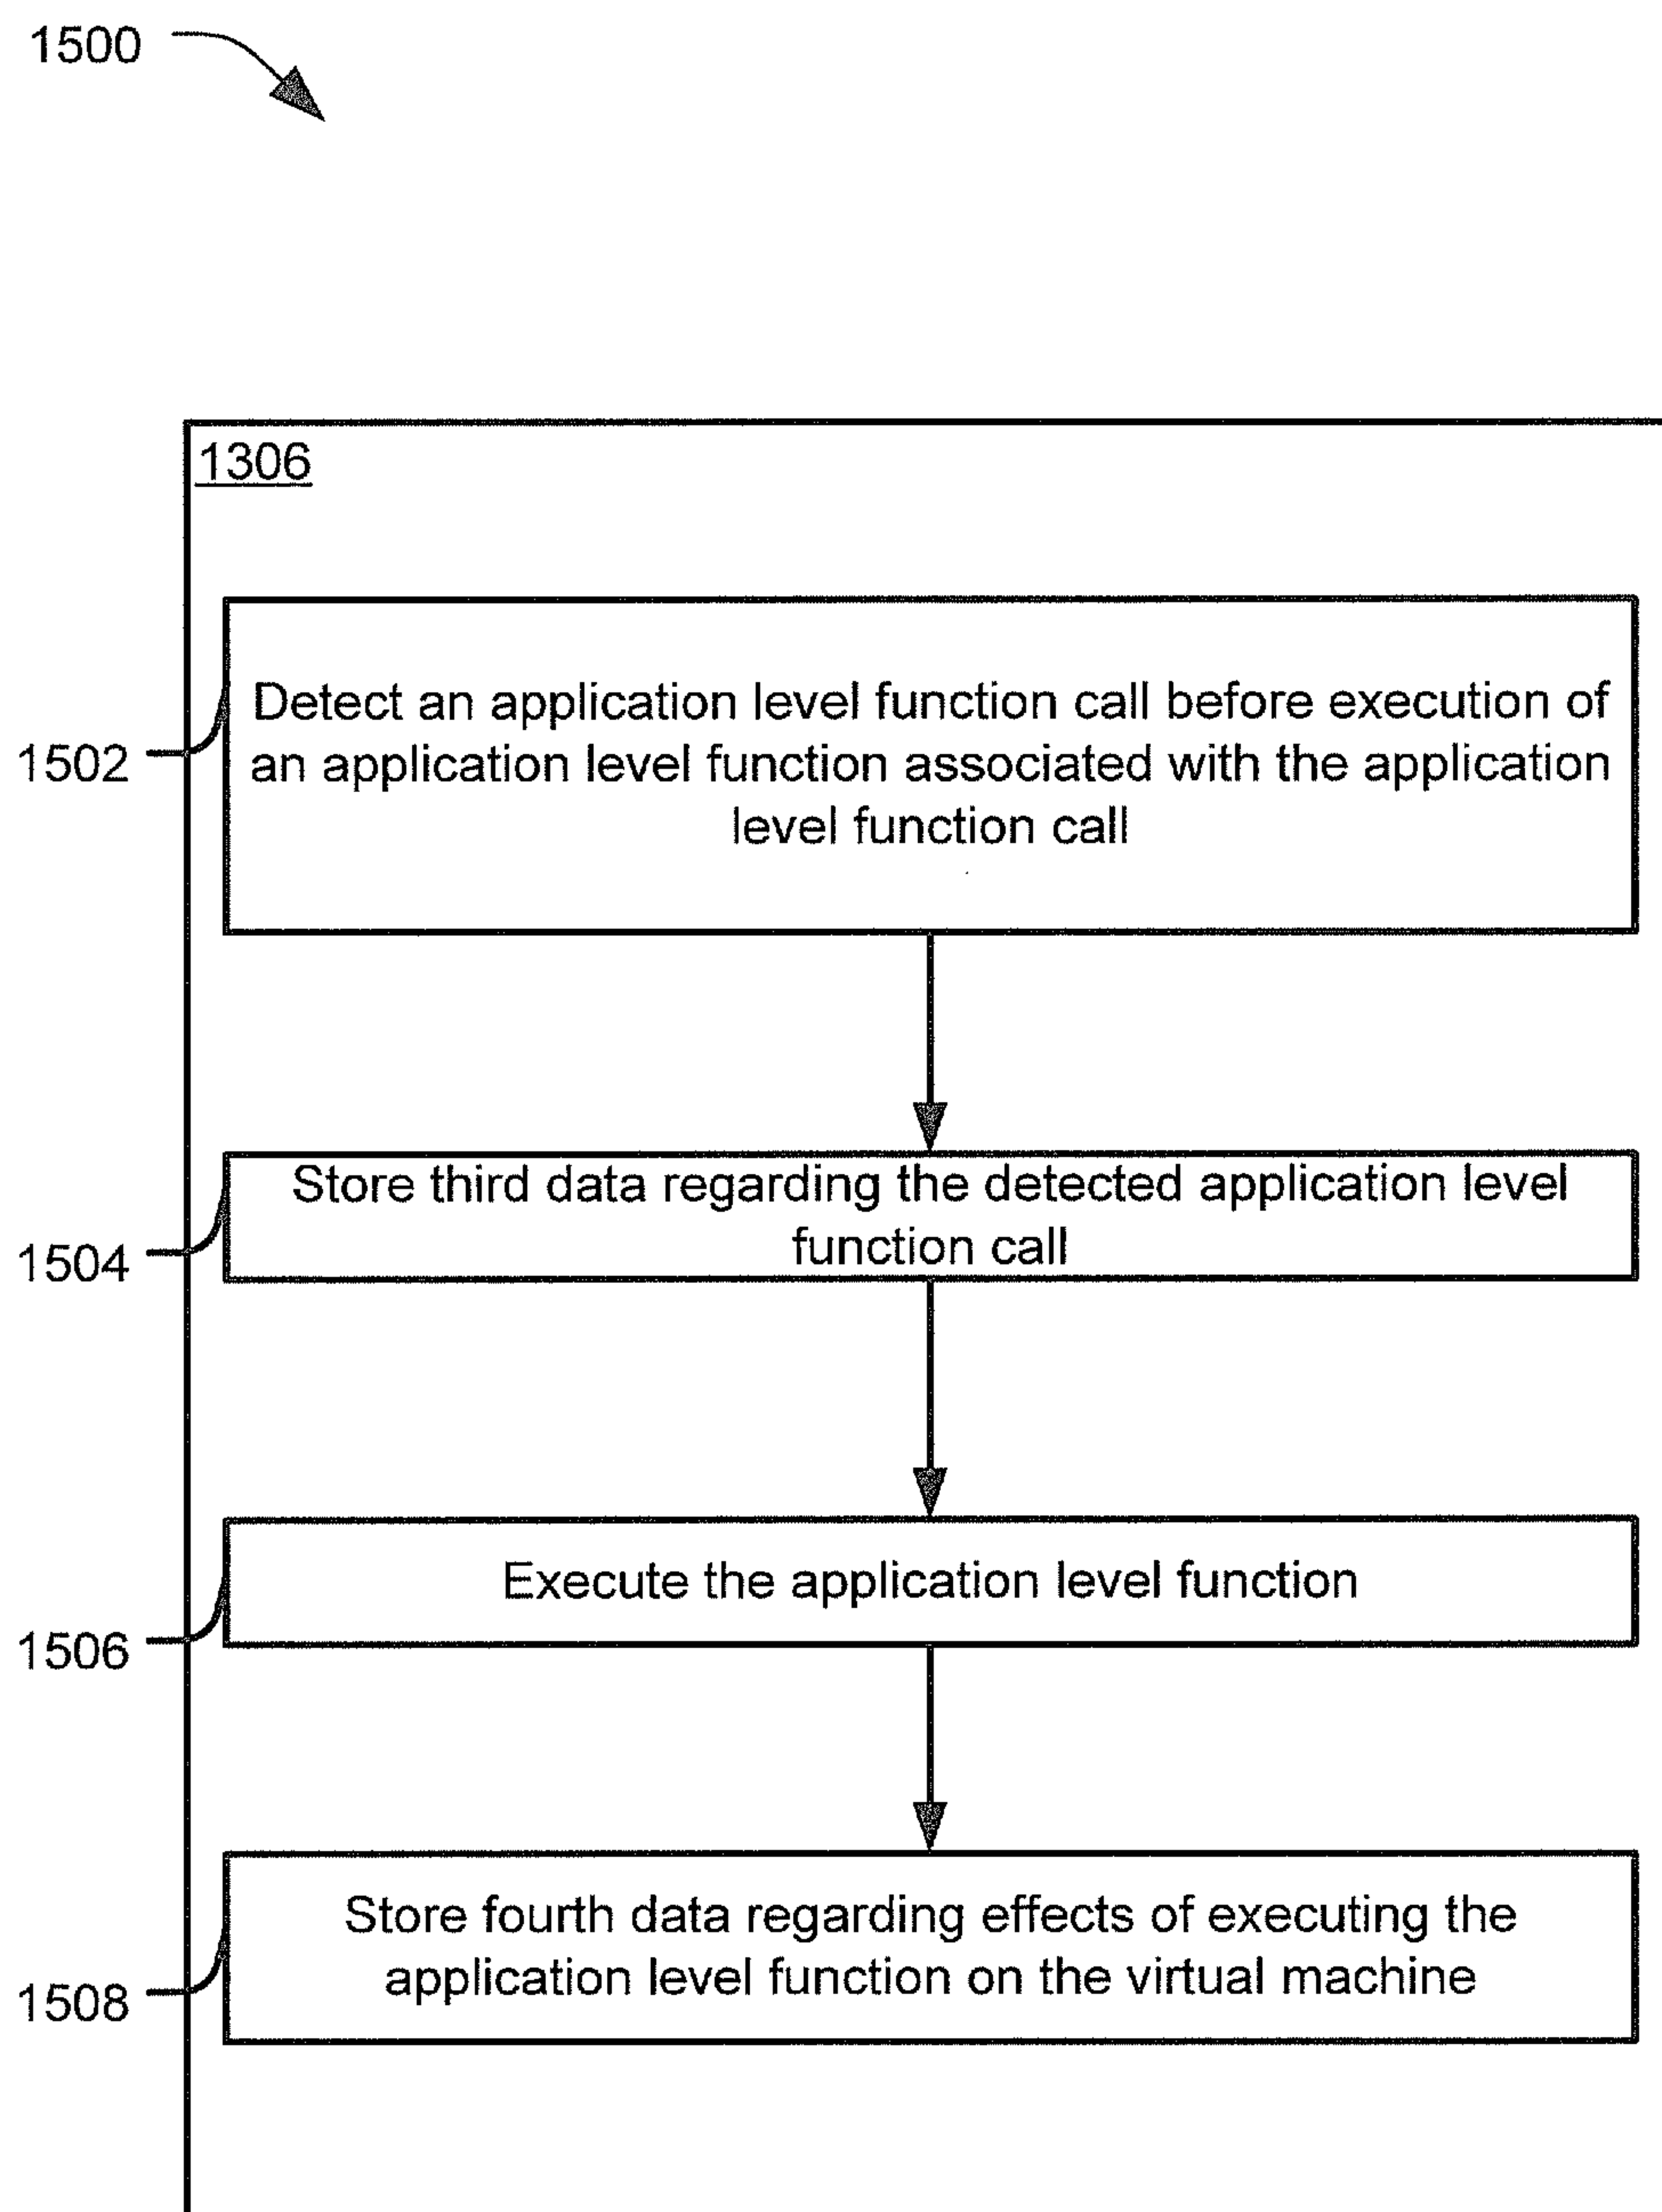 1500
1306
1502
Detect an application level function call before execution of
an application level function associated with the application
level function call
1504
Store third data regarding the detected application level
function call
1506
Execute the application level function
1508
Store fourth data regarding effects of executing the
application level function on the virtual machine